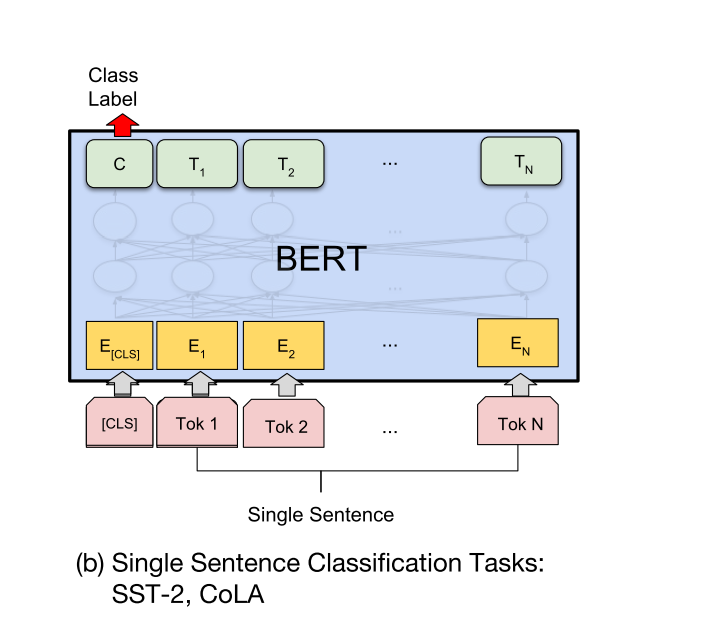 Class
Label
C T1 T2 ... TN
...
BERT
...
E[CLS] E1 E2 ... EN
[CLS] Tok 1 Tok 2 ... Tok N
Single Sentence
(b) Single Sentence Classification Tasks:
SST-2, CoLA